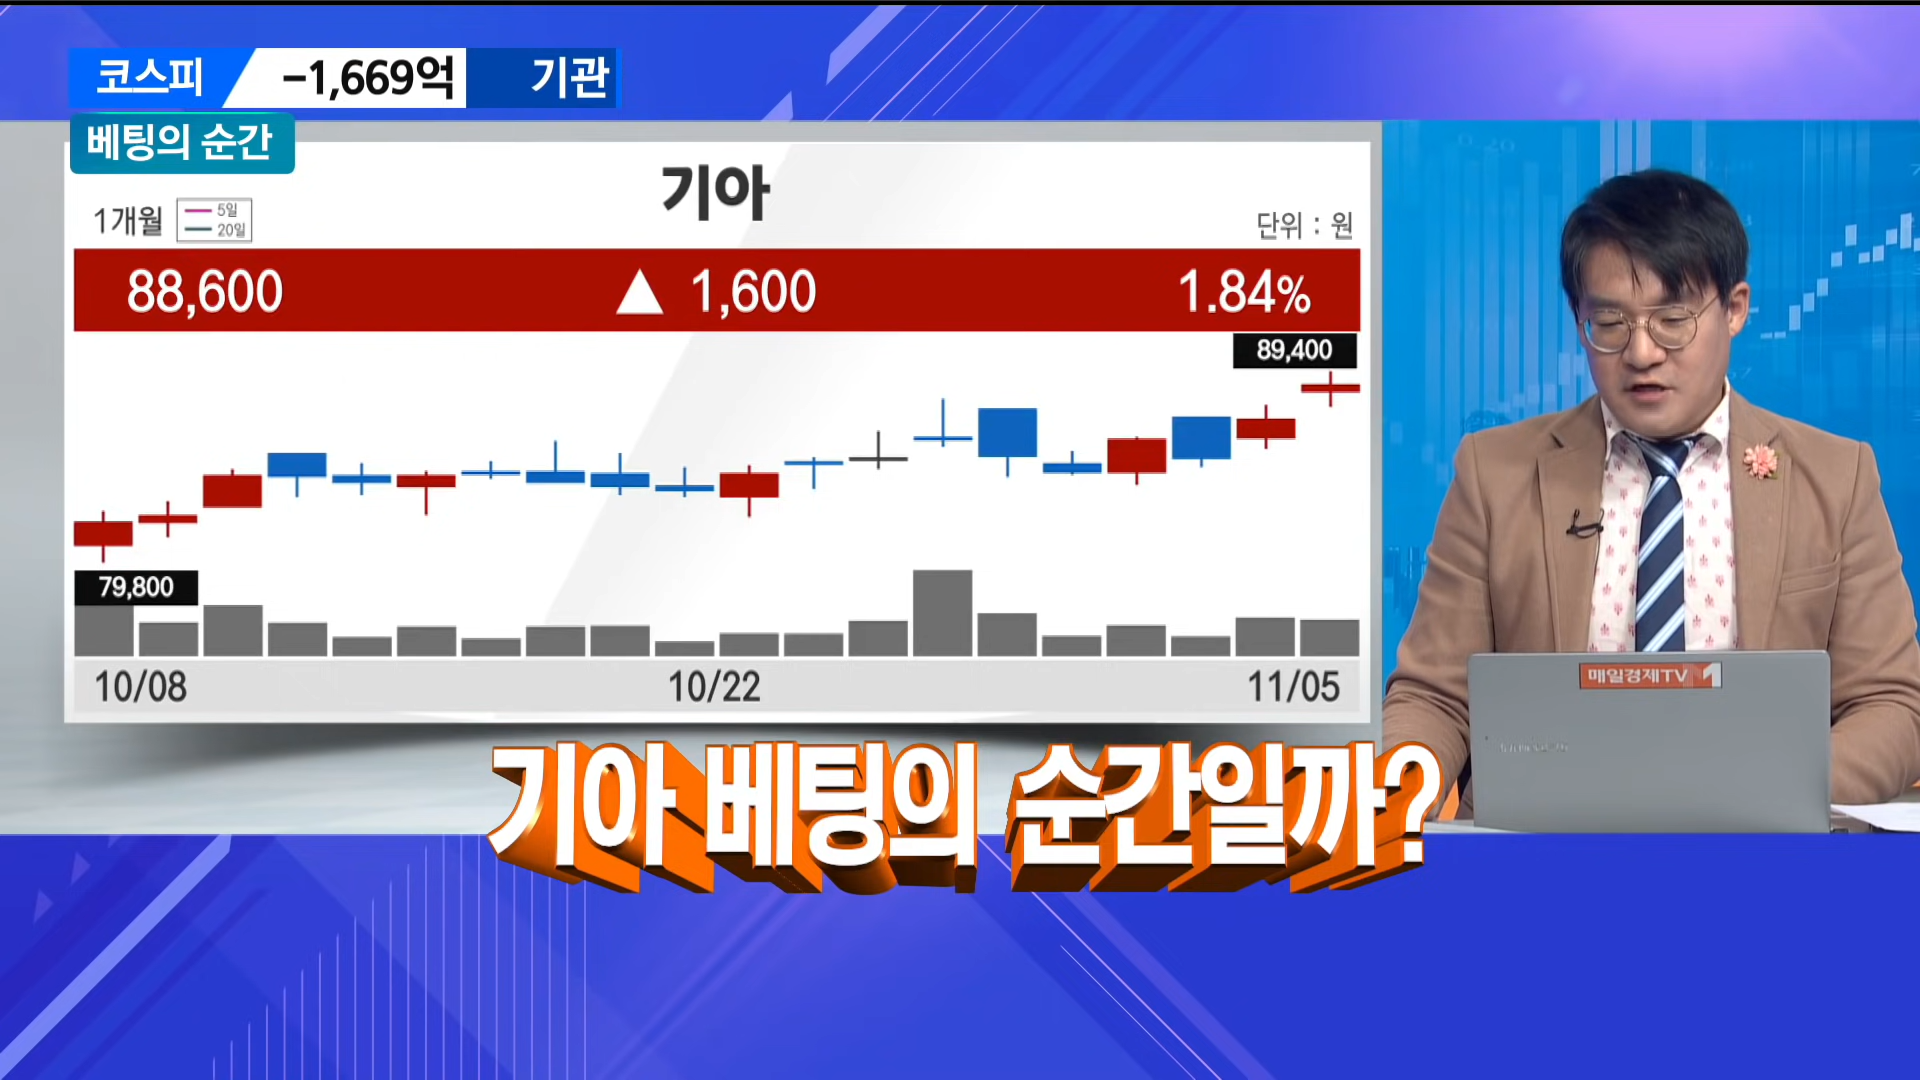 코스피 -1,669억 기관
베팅의 순간
기아
1개월
5일
20일
단위 : 원
88,600 ▲ 1,600 1.84%
89,400
79,800
10/08 10/22 11/05
매일경제TV 1
기아 베팅의 순간일까?